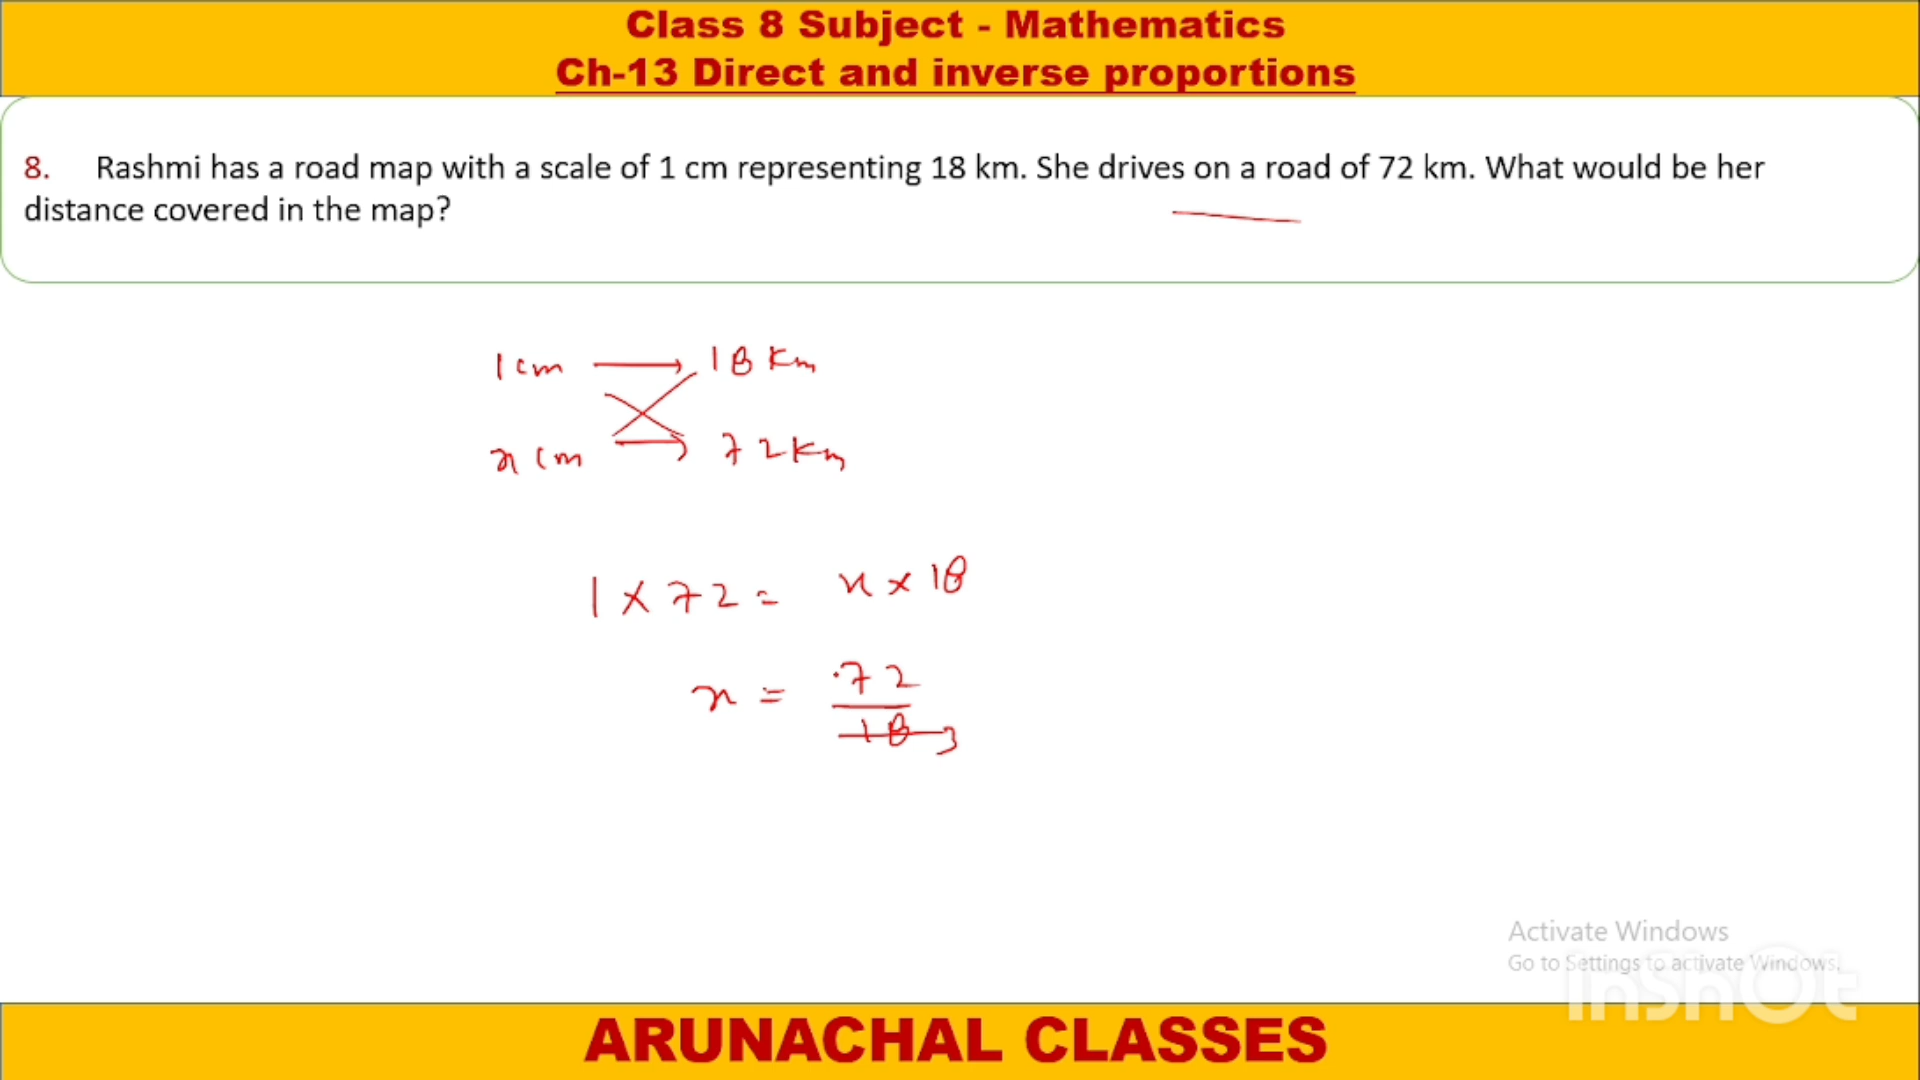 Class 8 Subject - Mathematics
Ch-13 Direct and inverse proportions
8. Rashmi has a road map with a scale of 1 cm representing 18 km. She drives on a road of 72 km. What would be her
distance covered in the map?
1 cm → 18 Km
x cm → 72 Km
1 × 72 = x × 18
x = 72
18 3
Activate Windows
Go to Settings to activate Windows.
InShOt
ARUNACHAL CLASSES